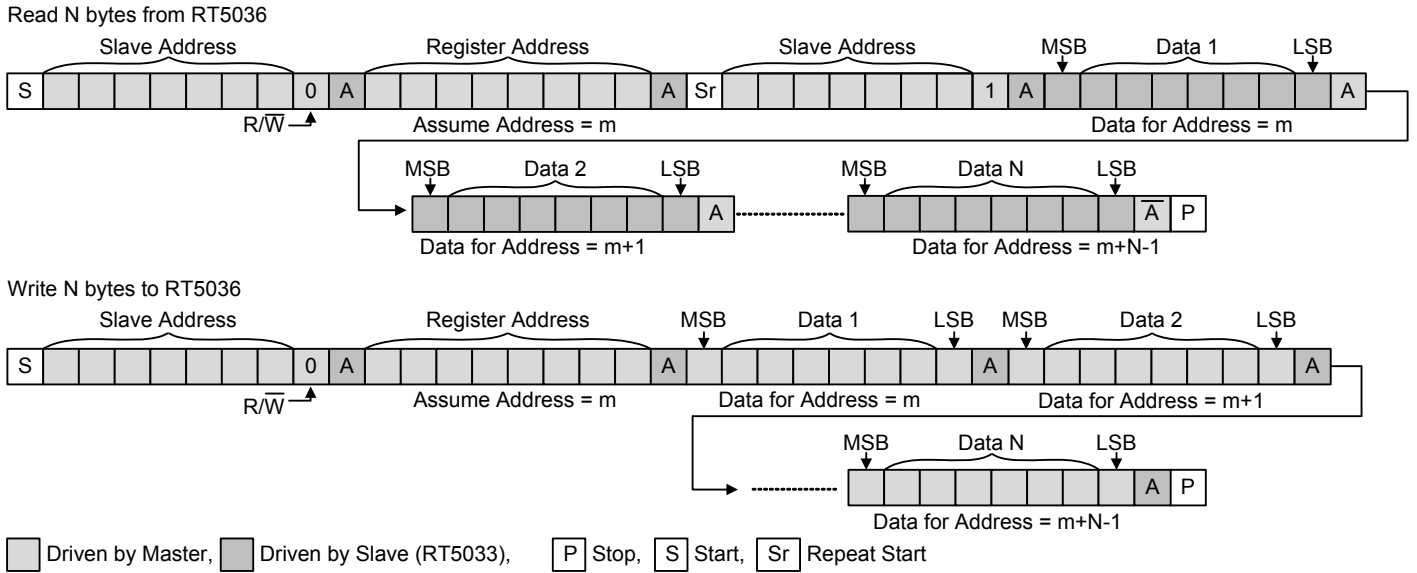 Read N bytes from RT5036
Slave Address Register Address Slave Address MSB Data 1 LSB
S 0 A A Sr 1 A A
R/W̅ Assume Address = m Data for Address = m
MSB Data 2 LSB MSB Data N LSB
A A̅ P
Data for Address = m+1 Data for Address = m+N-1
Write N bytes to RT5036
Slave Address Register Address MSB Data 1 LSB MSB Data 2 LSB
S 0 A A A A
R/W̅ Assume Address = m Data for Address = m Data for Address = m+1
MSB Data N LSB
A P
Data for Address = m+N-1
Driven by Master, Driven by Slave (RT5033), P Stop, S Start, Sr Repeat Start